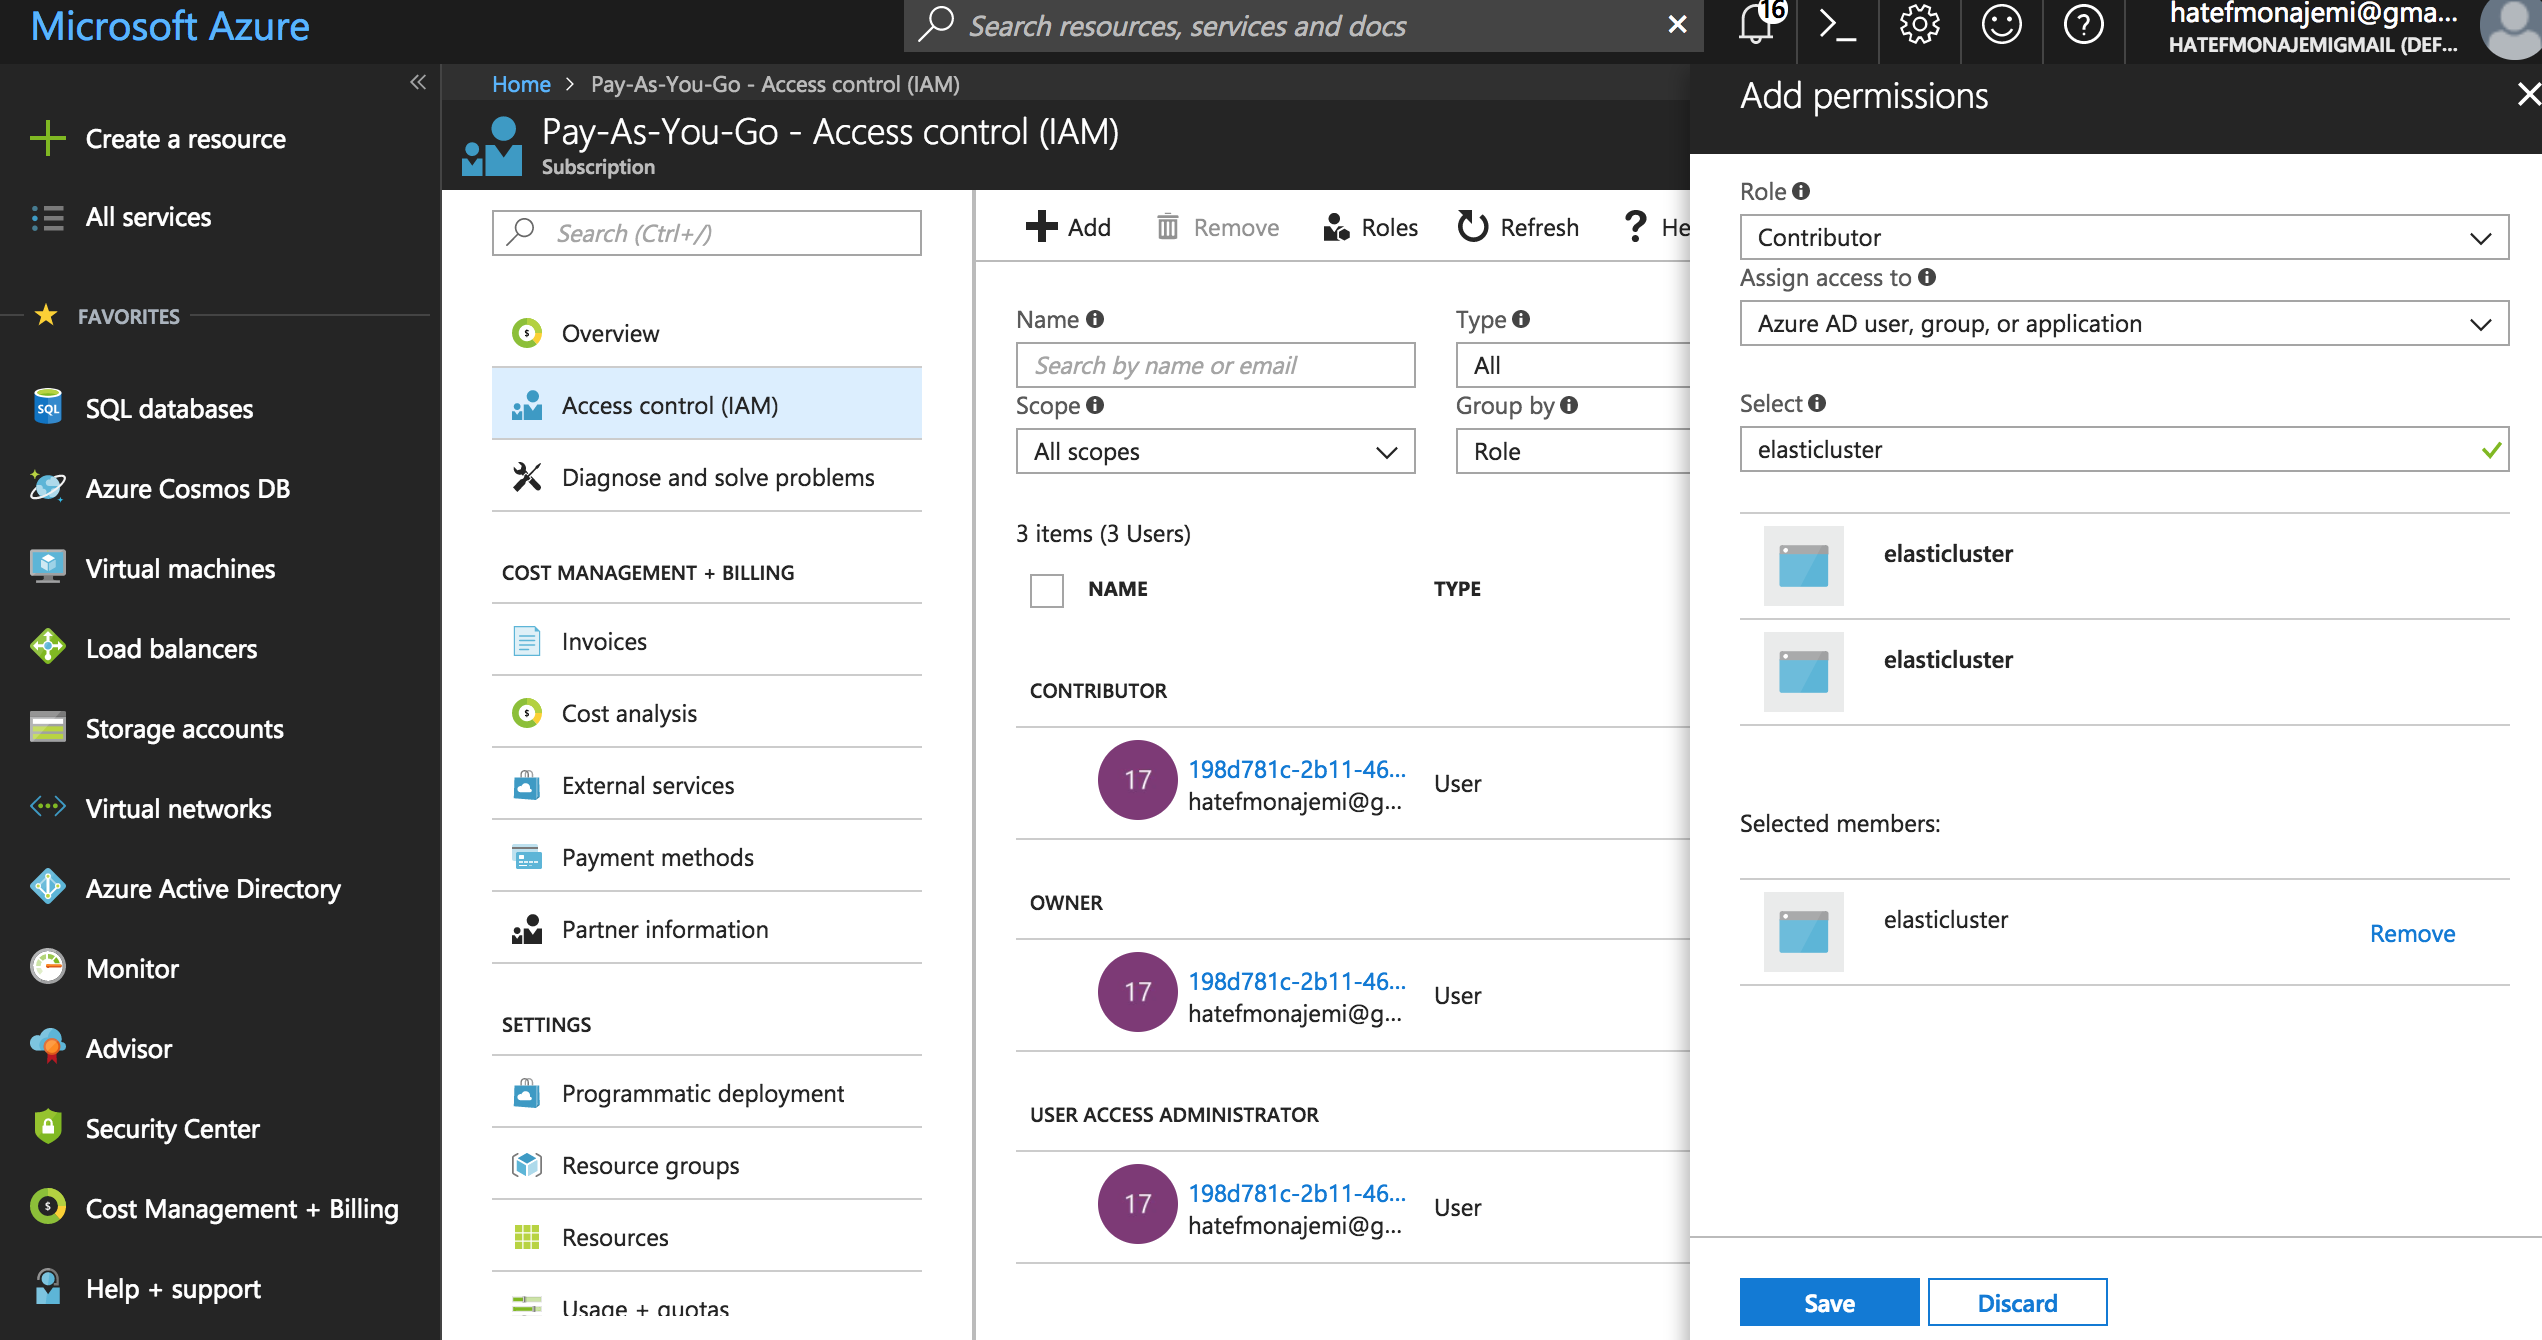 Microsoft Azure
Search resources, services and docs
16
hatefmonajemi@gma...
HATEFMONAJEMIGMAIL (DEF...
Create a resource
All services
FAVORITES
SQL
SQL databases
Azure Cosmos DB
Virtual machines
Load balancers
Storage accounts
Virtual networks
Azure Active Directory
Monitor
Advisor
Security Center
Cost Management + Billing
Help + support
Home > Pay-As-You-Go - Access control (IAM)
Pay-As-You-Go - Access control (IAM)
Subscription
Search (Ctrl+/)
Overview
Access control (IAM)
Diagnose and solve problems
COST MANAGEMENT + BILLING
Invoices
Cost analysis
External services
Payment methods
Partner information
SETTINGS
Programmatic deployment
Resource groups
Resources
Usage + quotas
Add Remove Roles Refresh He
Name Type
Search by name or email All
Scope Group by
All scopes Role
3 items (3 Users)
NAME TYPE
CONTRIBUTOR
17 198d781c-2b11-46... User
hatefmonajemi@g...
OWNER
17 198d781c-2b11-46... User
hatefmonajemi@g...
USER ACCESS ADMINISTRATOR
17 198d781c-2b11-46... User
hatefmonajemi@g...
Add permissions
Role
Contributor
Assign access to
Azure AD user, group, or application
Select
elasticluster
elasticluster
elasticluster
Selected members:
elasticluster
Remove
Save Discard